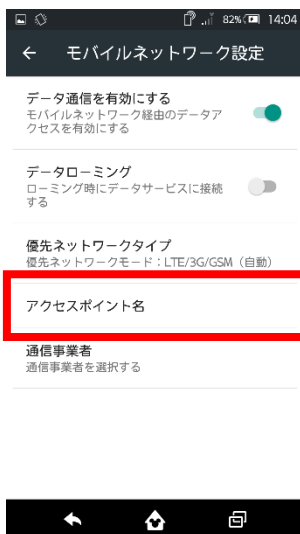 82% 14:04
モバイルネットワーク設定
データ通信を有効にする
モバイルネットワーク経由のデータア
クセスを有効にする
データローミング
ローミング時にデータサービスに接続
する
優先ネットワークタイプ
優先ネットワークモード：LTE/3G/GSM（自動）
アクセスポイント名
通信事業者
通信事業者を選択する